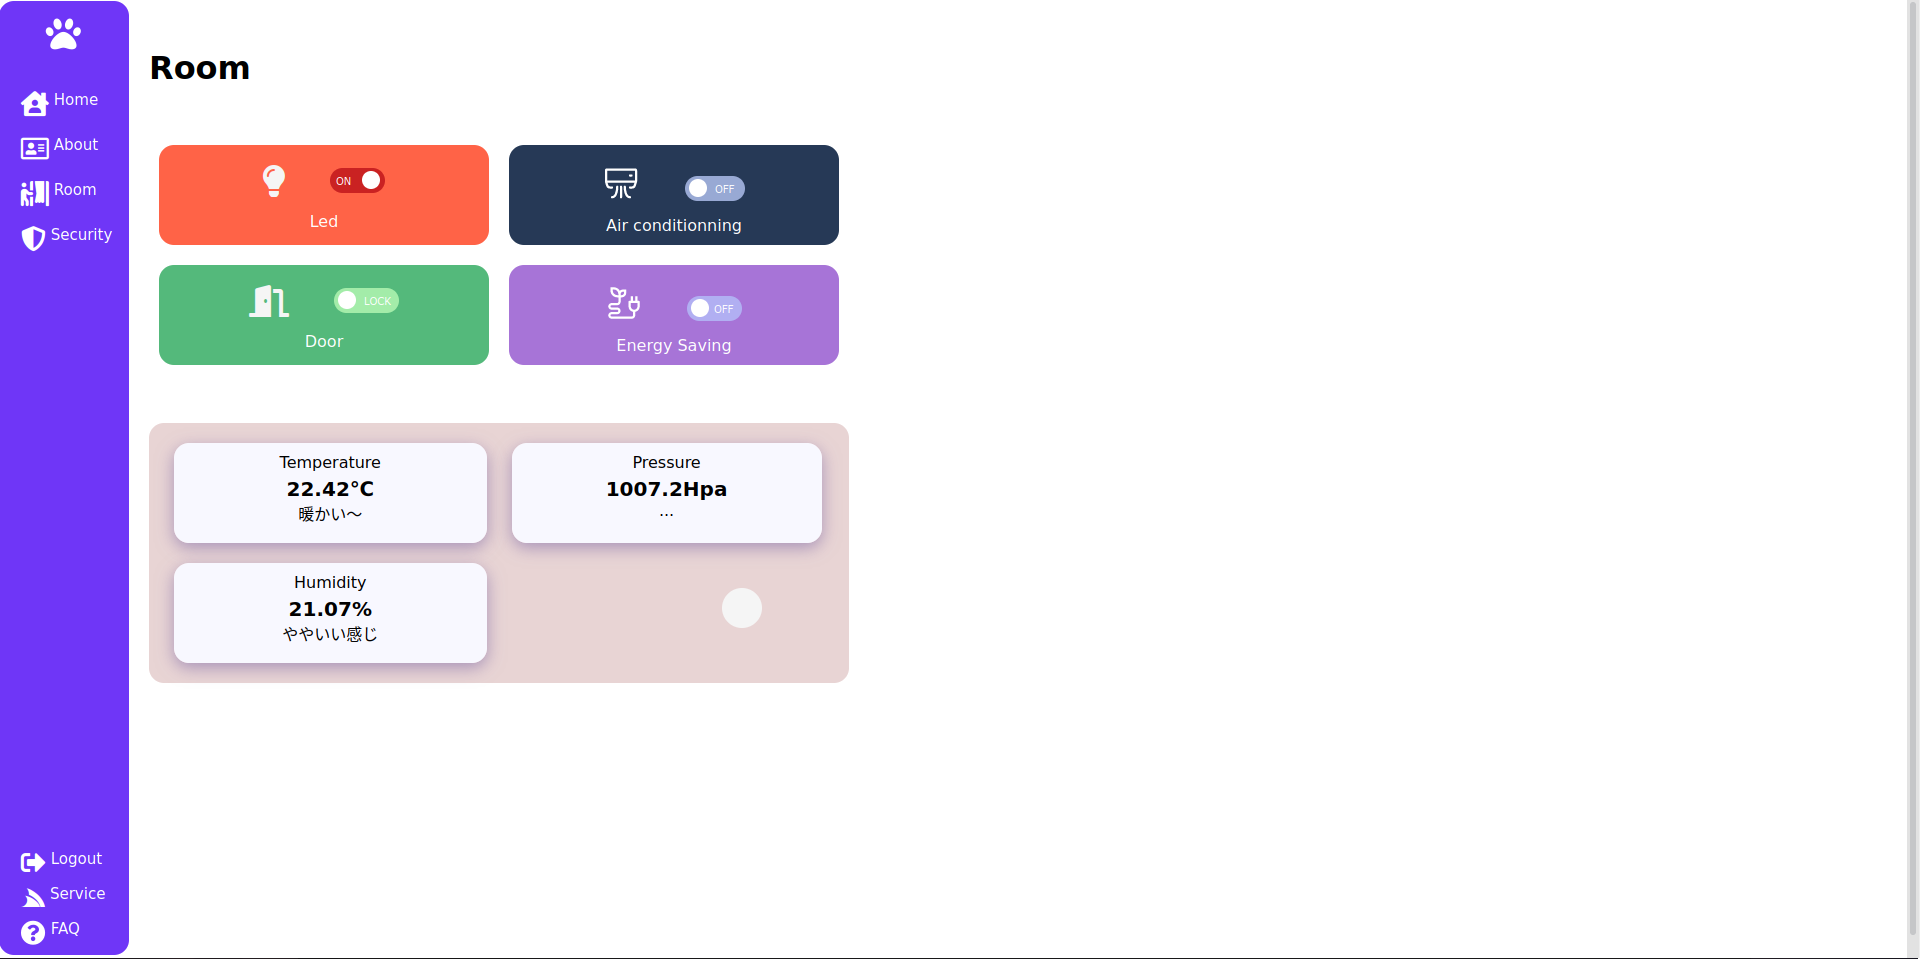 Home
About
Room
Security
Logout
Service
FAQ
Room
ON
Led
OFF
Air conditionning
LOCK
Door
OFF
Energy Saving
Temperature
22.42℃
暖かい〜
Pressure
1007.2Hpa
…
Humidity
21.07%
ややいい感じ